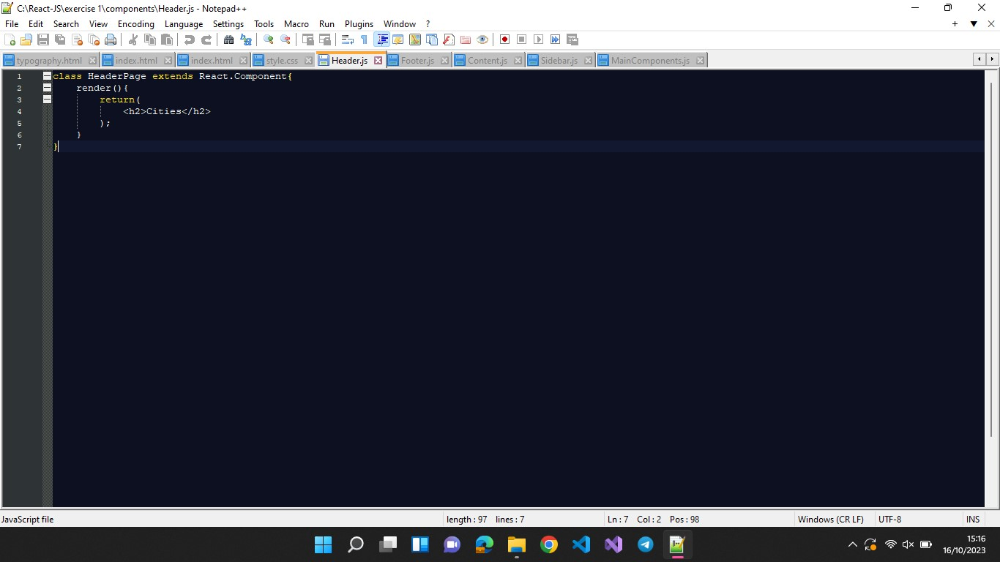 C:\React-JS\exercise 1\components\Header.js - Notepad++
File Edit Search View Encoding Language Settings Tools Macro Run Plugins Window ?
typography.html index.html index.html style.css Header.js Footer.js Content.js Sidebar.js MainComponents.js
1 class HeaderPage extends React.Component{
2 render(){
3 return(
4 <h2>Cities</h2>
5 );
6 }
7 }
JavaScript file length : 97 lines : 7 Ln : 7 Col : 2 Pos : 98 Windows (CR LF) UTF-8 INS
15:16
16/10/2023